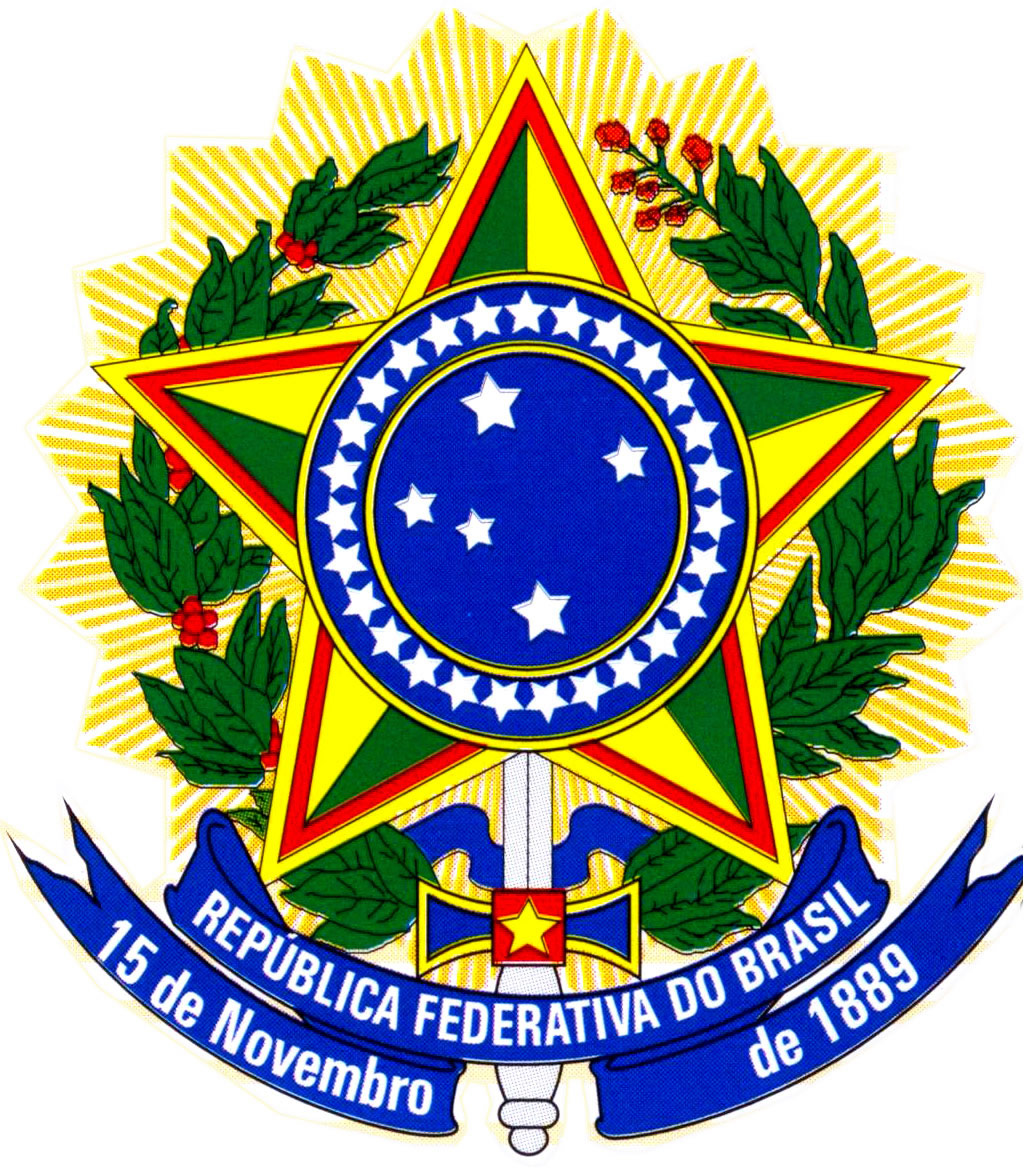 REPÚBLICA FEDERATIVA DO BRASIL
15 de Novembro de 1889